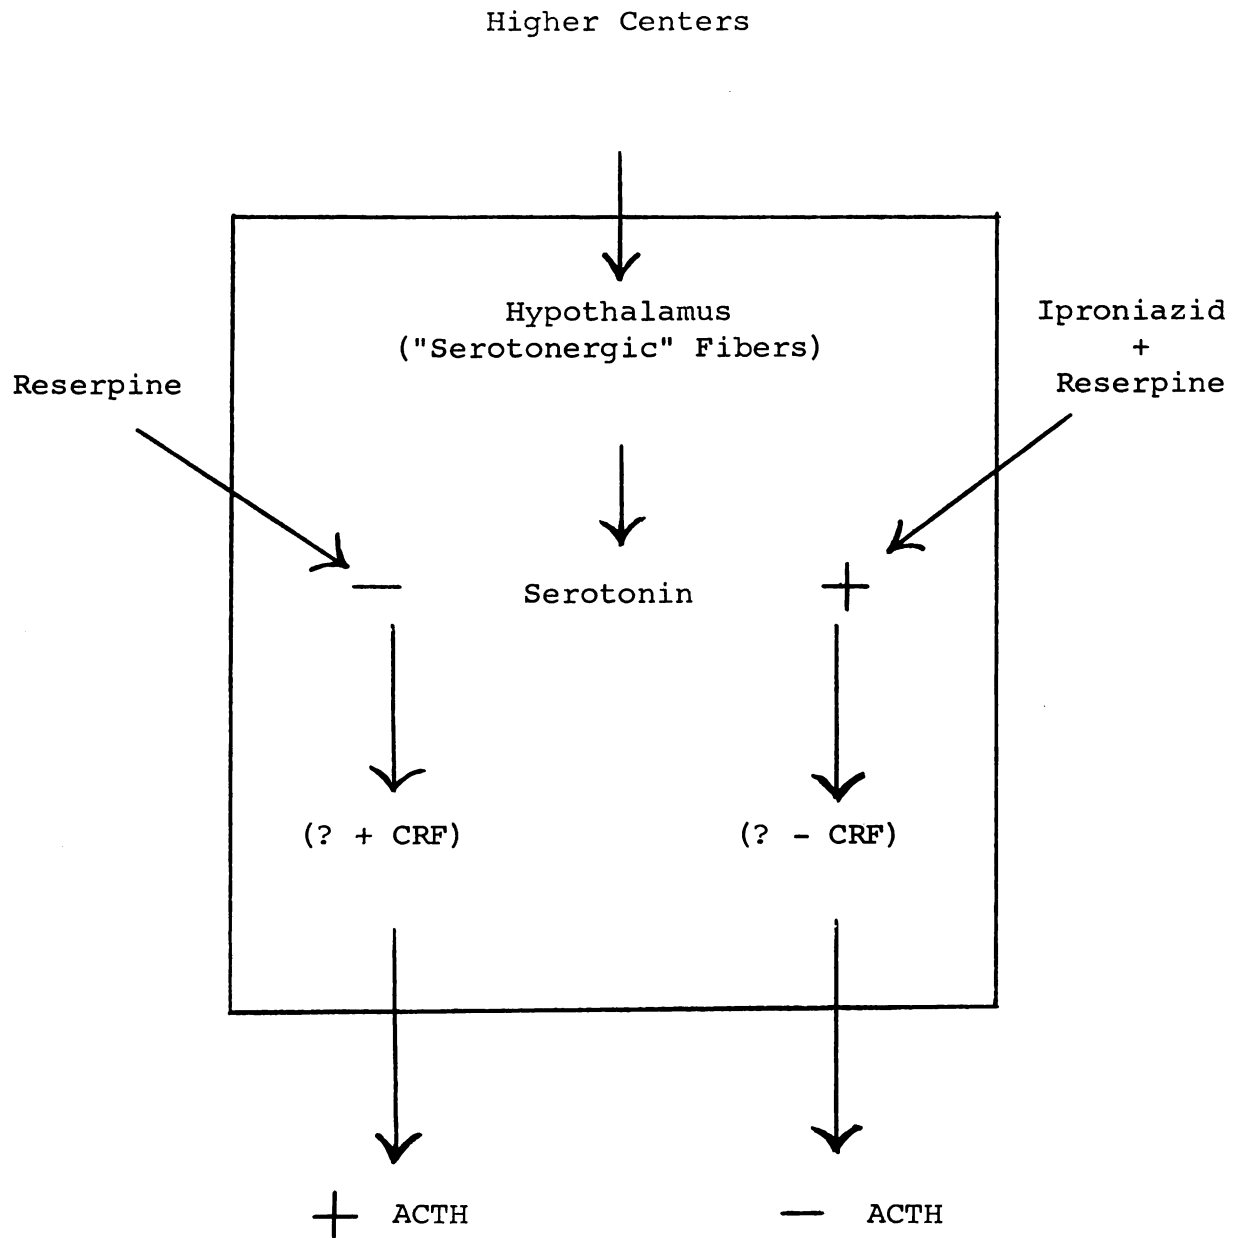 Higher Centers
Hypothalamus
("Serotonergic" Fibers)
Reserpine
Iproniazid
+
Reserpine
— Serotonin +
(? + CRF)
(? - CRF)
+ ACTH
— ACTH